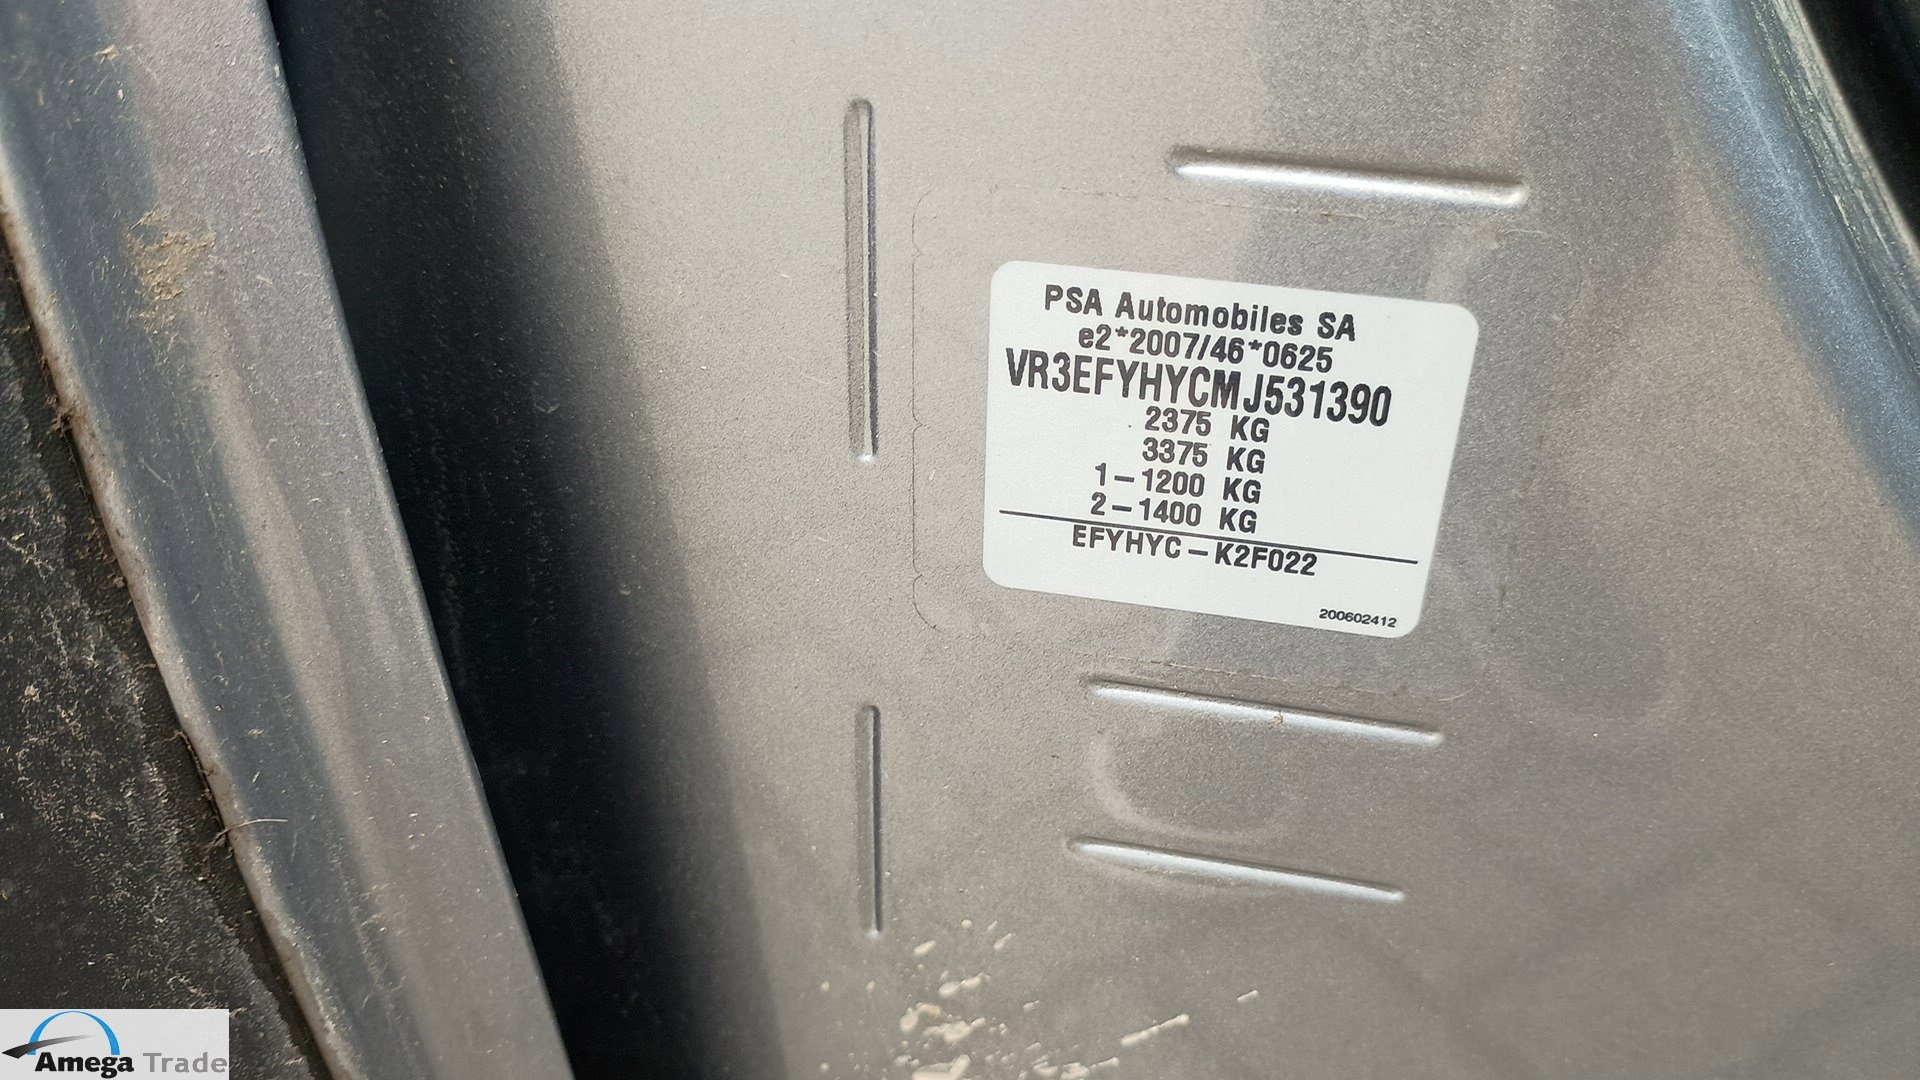 PSA Automobiles SA
e2*2007/46*0625
VR3EFYHYCMJ531390
2375 KG
3375 KG
1-1200 KG
2-1400 KG
EFYHYC-K2F022
200602412
Amega Trade